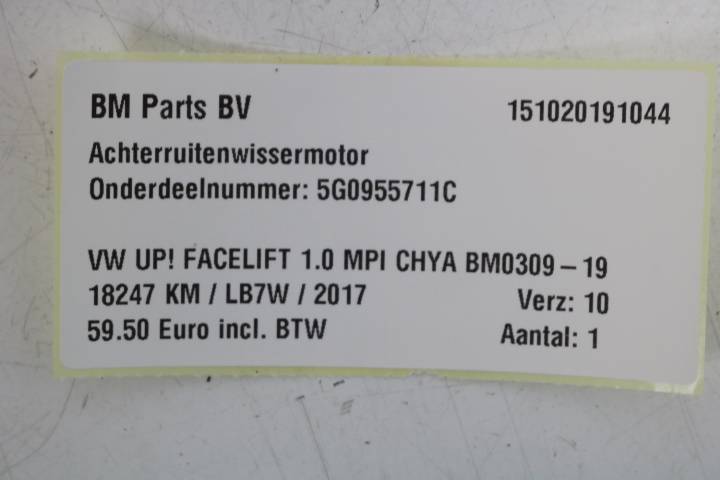 BM Parts BV 151020191044
Achterruitenwissermotor
Onderdeelnummer: 5G0955711C
VW UP! FACELIFT 1.0 MPI CHYA BM0309 – 19
18247 KM / LB7W / 2017 Verz: 10
59.50 Euro incl. BTW Aantal: 1